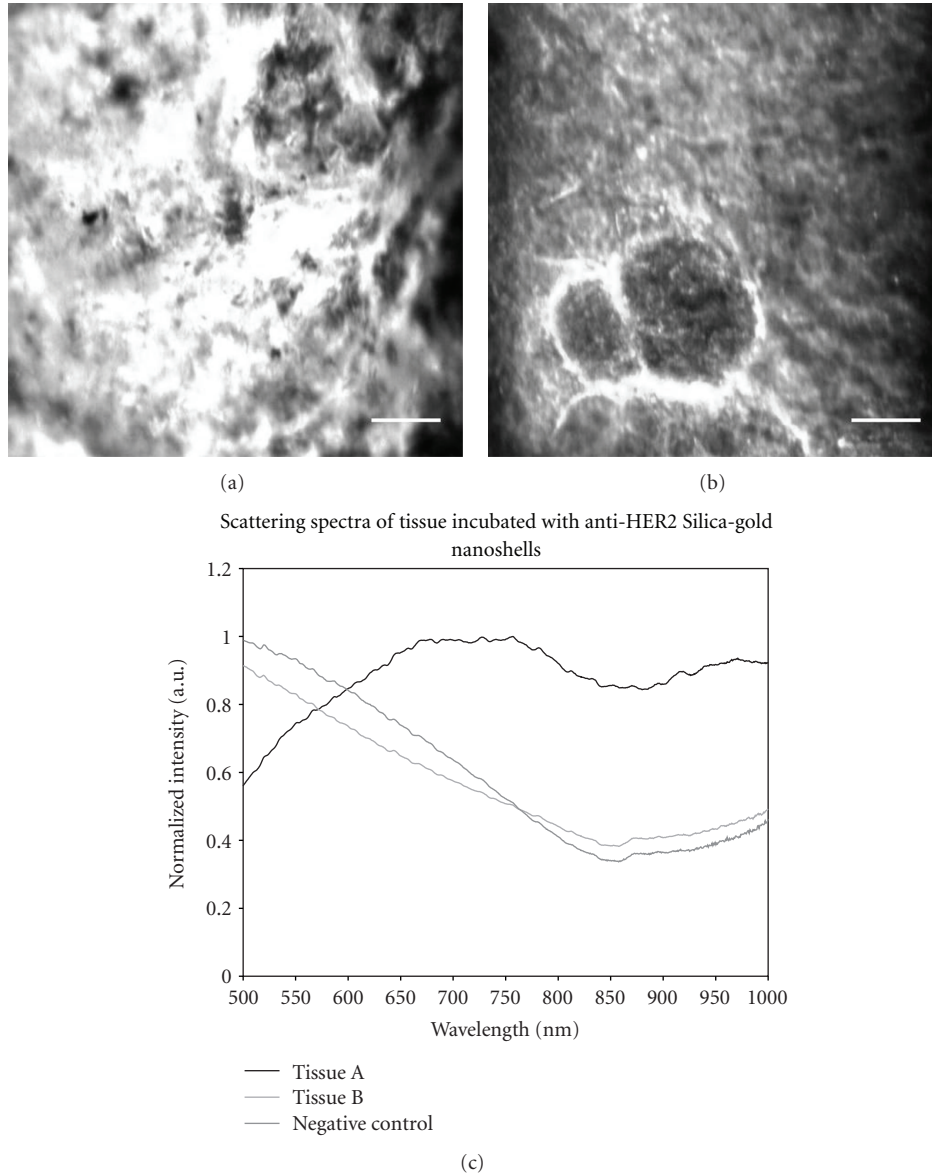 (a)
(b)
Scattering spectra of tissue incubated with anti-HER2 Silica-gold
nanoshells
1.2
1
0.8
0.6
0.4
0.2
0
Normalized intensity (a.u.)
500 550 600 650 700 750 800 850 900 950 1000
Wavelength (nm)
Tissue A
Tissue B
Negative control
(c)